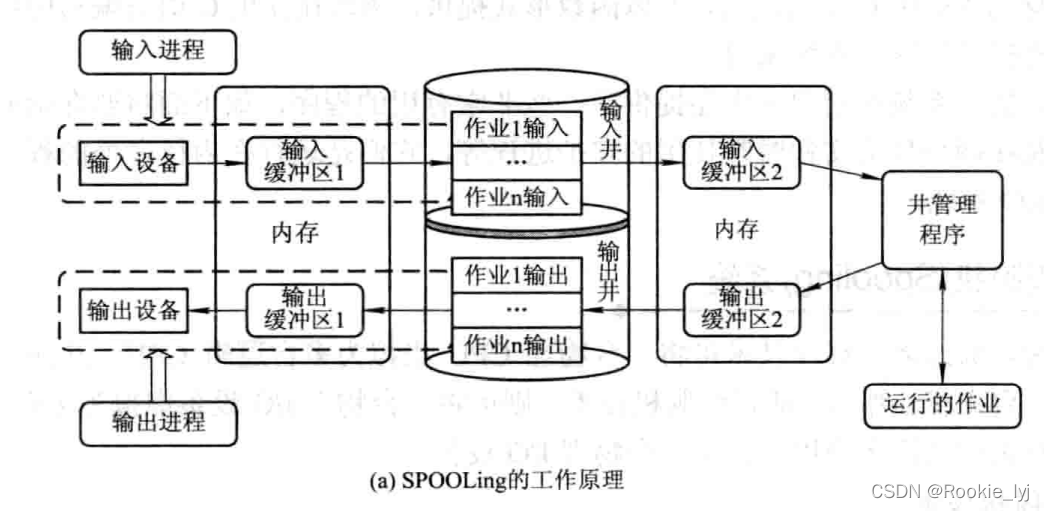 输入进程
输入设备
输入
缓冲区1
作业1输入
...
作业n输入
输入井
输入
缓冲区2
内存
内存
井管理
程序
输出设备
输出
缓冲区1
作业1输出
...
作业n输出
输出井
输出
缓冲区2
输出进程
运行的作业
(a) SPOOLing的工作原理
CSDN @Rookie_lyj